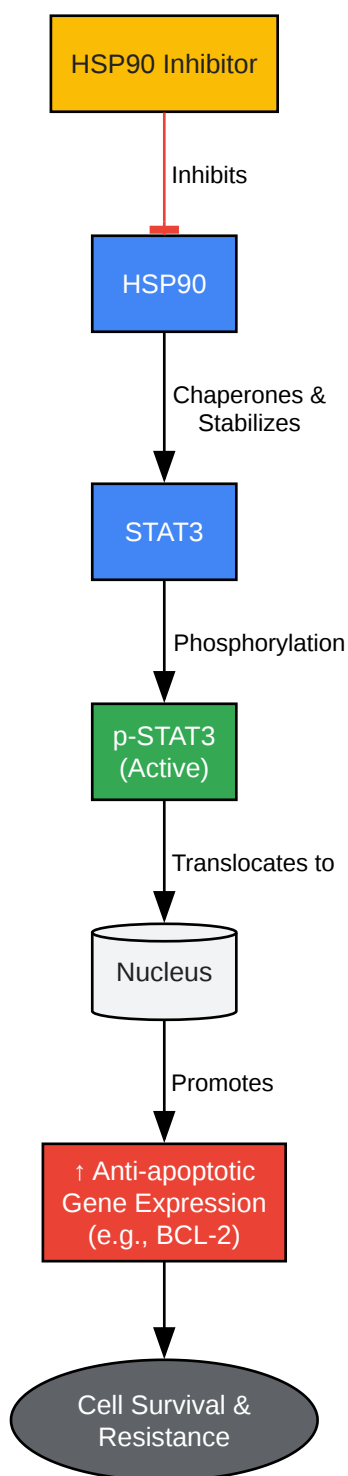 HSP90 Inhibitor
Inhibits
HSP90
Chaperones &
Stabilizes
STAT3
Phosphorylation
p-STAT3
(Active)
Translocates to
Nucleus
Promotes
↑ Anti-apoptotic
Gene Expression
(e.g., BCL-2)
Cell Survival &
Resistance